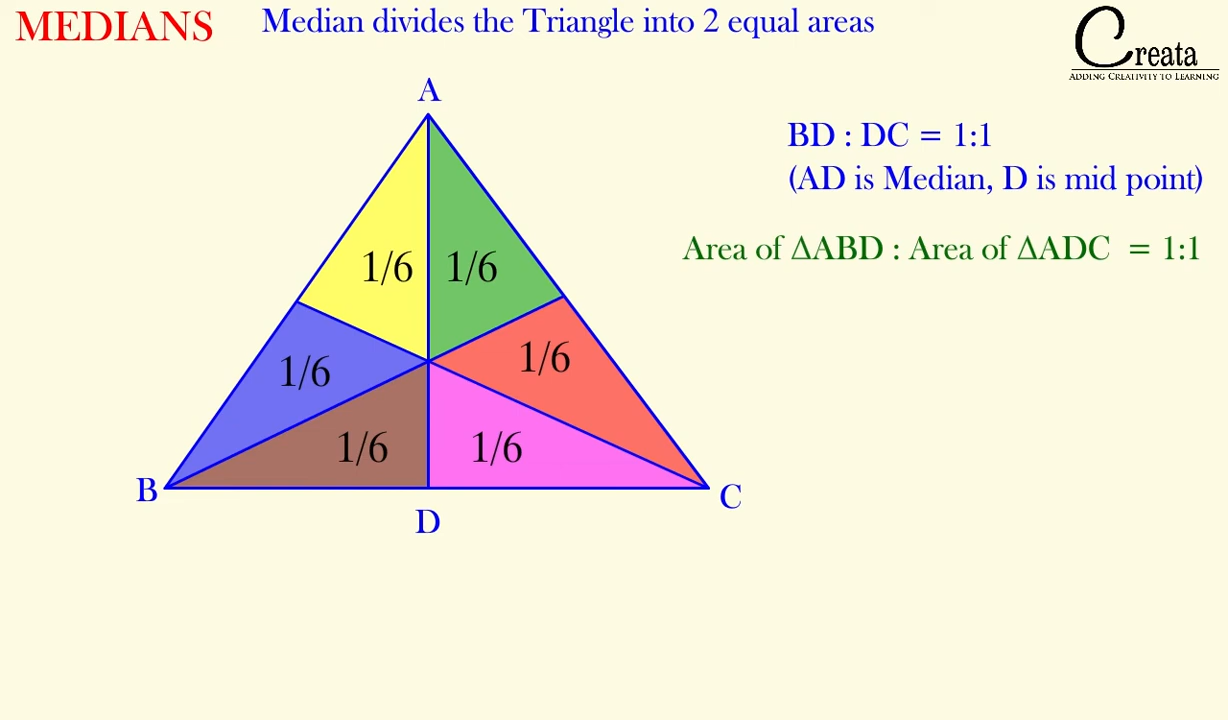 MEDIANS
Median divides the Triangle into 2 equal areas
Creata
ADDING CREATIVITY TO LEARNING
A
BD : DC = 1:1
(AD is Median, D is mid point)
Area of ΔABD : Area of ΔADC = 1:1
1/6 1/6
1/6 1/6
1/6 1/6
B
C
D